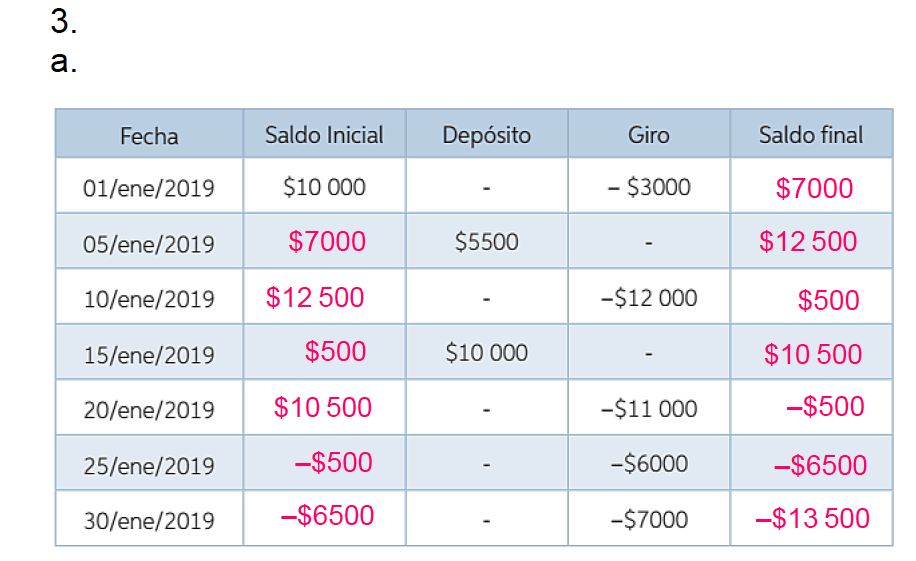 3.
a.
Fecha Saldo Inicial Depósito Giro Saldo final
01/ene/2019 $10 000 - – $3000 $7000
05/ene/2019 $7000 $5500 - $12 500
10/ene/2019 $12 500 - –$12 000 $500
15/ene/2019 $500 $10 000 - $10 500
20/ene/2019 $10 500 - –$11 000 –$500
25/ene/2019 –$500 - –$6000 –$6500
30/ene/2019 –$6500 - –$7000 –$13 500